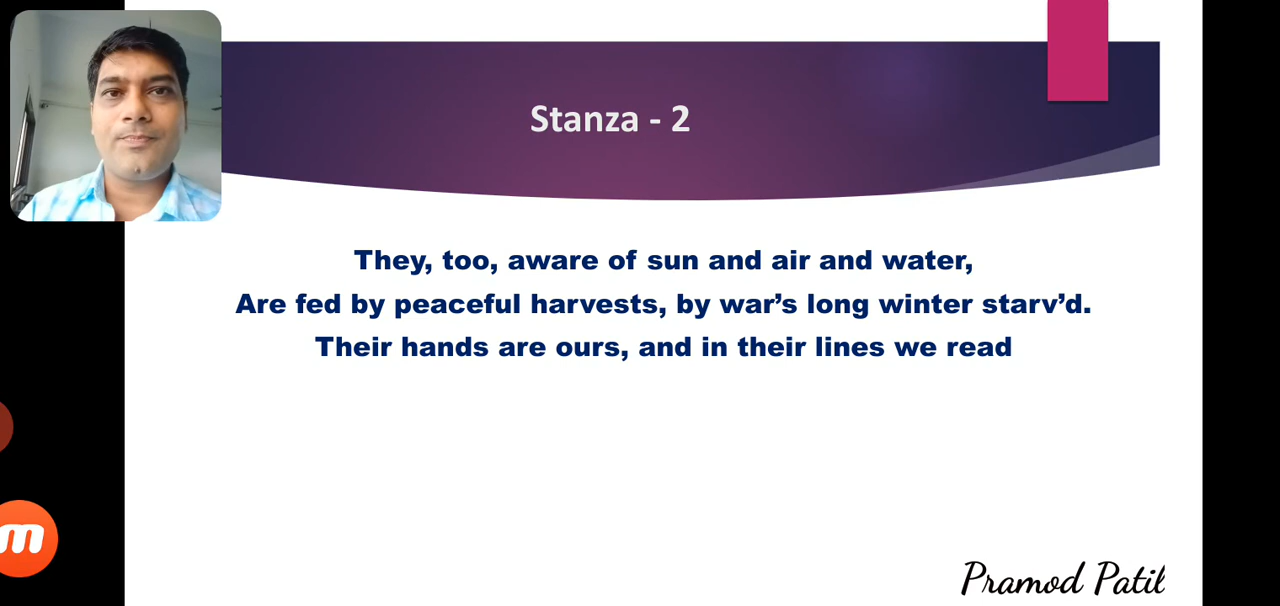 Stanza - 2
They, too, aware of sun and air and water,
Are fed by peaceful harvests, by war’s long winter starv’d.
Their hands are ours, and in their lines we read
m
Pramod Patil